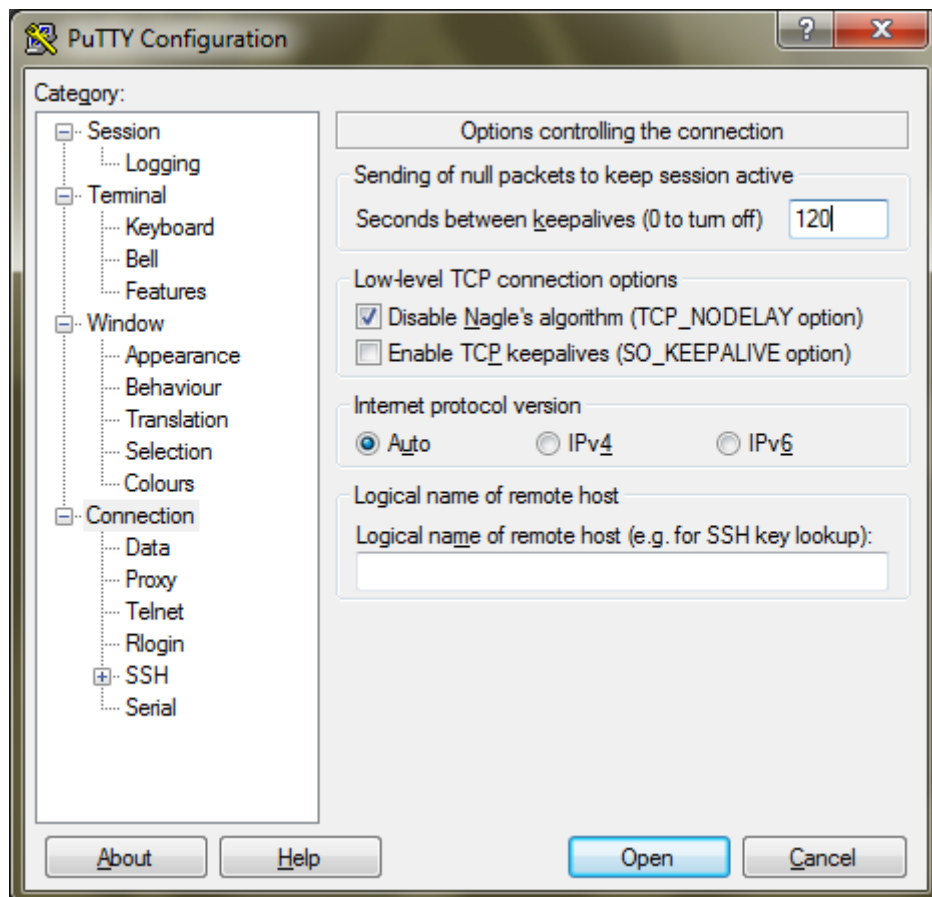 PuTTY Configuration
?
X
Category:
Session
Logging
Terminal
Keyboard
Bell
Features
Window
Appearance
Behaviour
Translation
Selection
Colours
Connection
Data
Proxy
Telnet
Rlogin
SSH
Serial
Options controlling the connection
Sending of null packets to keep session active
Seconds between keepalives (0 to turn off) 120
Low-level TCP connection options
Disable Nagle's algorithm (TCP_NODELAY option)
Enable TCP keepalives (SO_KEEPALIVE option)
Internet protocol version
Auto IPv4 IPv6
Logical name of remote host
Logical name of remote host (e.g. for SSH key lookup):
About Help Open Cancel